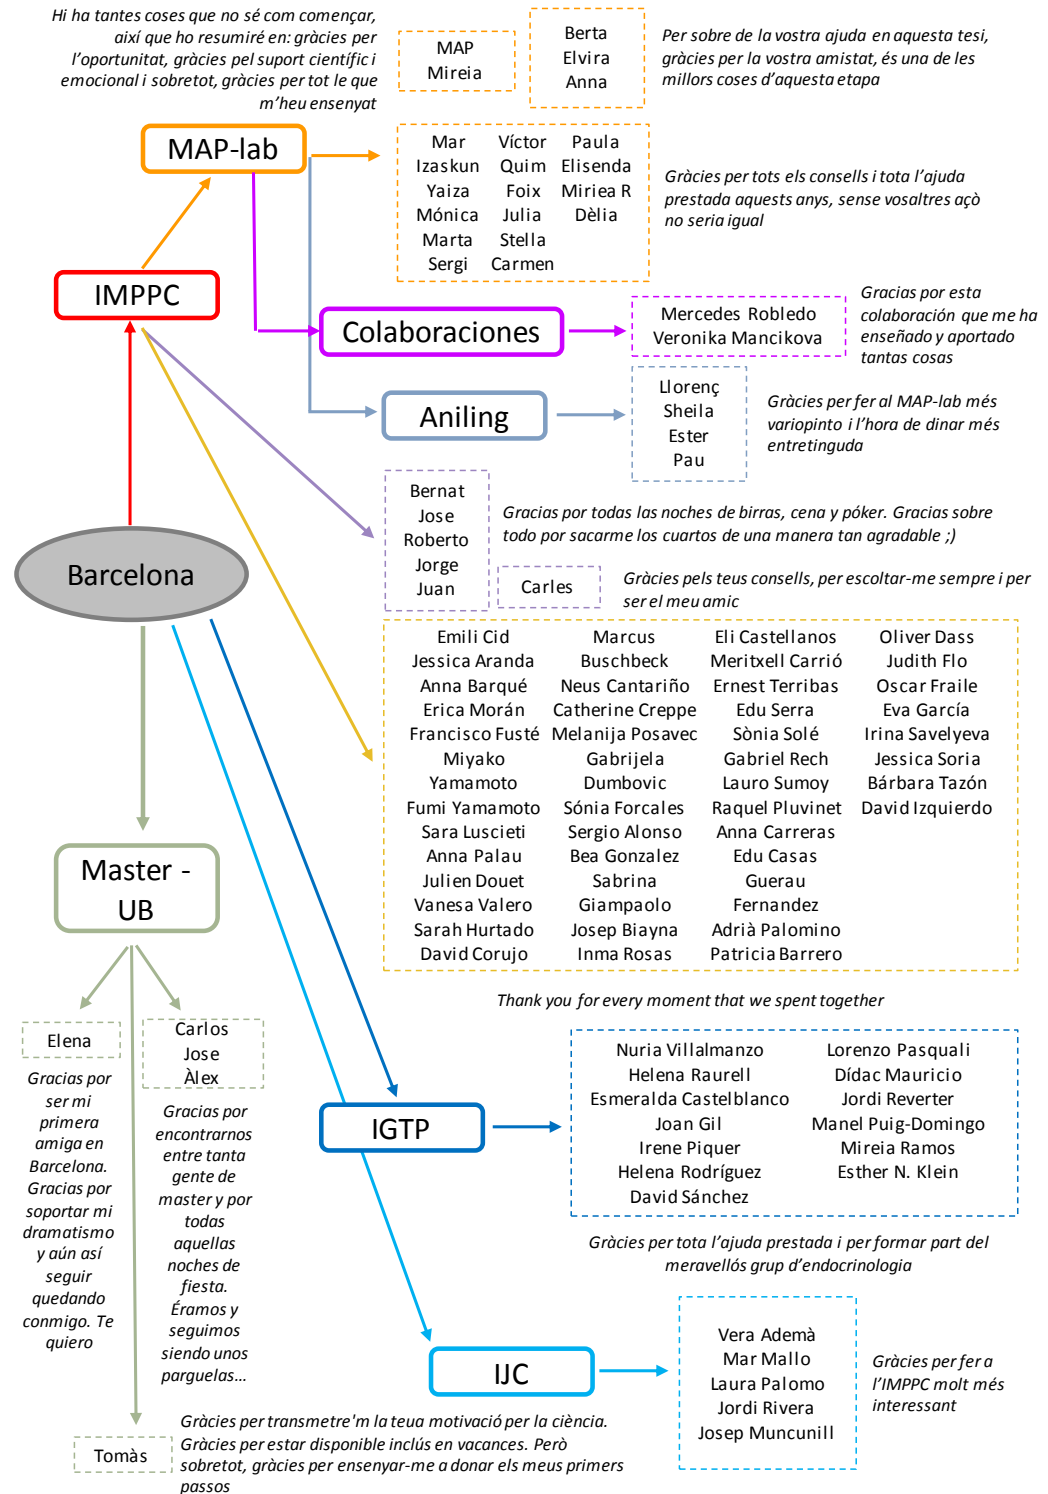 Hi ha tantes coses que no sé com començar,
així que ho resumiré en: gràcies per
l'oportunitat, gràcies pel suport científic i
emocional i sobretot, gràcies per tot le que
m'heu ensenyat
MAP
Mireia
Berta
Elvira
Anna
Per sobre de la vostra ajuda en aquesta tesi,
gràcies per la vostra amistat, és una de les
millors coses d'aquesta etapa
MAP-lab
Mar
Izaskun
Yaiza
Mónica
Marta
Sergi
Víctor
Quim
Foix
Julia
Stella
Carmen
Paula
Elisenda
Miriea R
Dèlia
Gràcies per tots els consells i tota l'ajuda
prestada aquests anys, sense vosaltres açò
no seria igual
IMPPC
Colaboraciones
Mercedes Robledo
Veronika Mancikova
Gracias por esta
colaboración que me ha
enseñado y aportado
tantas cosas
Aniling
Llorenç
Sheila
Ester
Pau
Gràcies per fer al MAP-lab més
variopinto i l'hora de dinar més
entretinguda
Bernat
Jose
Roberto
Jorge
Juan
Gracias por todas las noches de birras, cena y póker. Gracias sobre
todo por sacarme los cuartos de una manera tan agradable ;)
Barcelona
Carles
Gràcies pels teus consells, per escoltar-me sempre i per
ser el meu amic
Emili Cid
Jessica Aranda
Anna Barqué
Erica Morán
Francisco Fusté
Miyako
Yamamoto
Fumi Yamamoto
Sara Luscieti
Anna Palau
Julien Douet
Vanesa Valero
Sarah Hurtado
David Corujo
Marcus
Buschbeck
Neus Cantariño
Catherine Creppe
Melanija Posavec
Gabrijela
Dumbovic
Sónia Forcales
Sergio Alonso
Bea Gonzalez
Sabrina
Giampaolo
Josep Biayna
Inma Rosas
Eli Castellanos
Meritxell Carrió
Ernest Terribas
Edu Serra
Sònia Solé
Gabriel Rech
Lauro Sumoy
Raquel Pluvinet
Anna Carreras
Edu Casas
Guerau
Fernandez
Adrià Palomino
Patricia Barrero
Oliver Dass
Judith Flo
Oscar Fraile
Eva García
Irina Savelyeva
Jessica Soria
Bárbara Tazón
David Izquierdo
Thank you for every moment that we spent together
Master -
UB
Elena
Gracias por
ser mi
primera
amiga en
Barcelona.
Gracias por
soportar mi
dramatismo
y aún así
seguir
quedando
conmigo. Te
quiero
Carlos
Jose
Àlex
Gracias por
encontrarnos
entre tanta
gente de
master y por
todas
aquellas
noches de
fiesta.
Éramos y
seguimos
siendo unos
parguelas...
IGTP
Nuria Villalmanzo
Helena Raurell
Esmeralda Castelblanco
Joan Gil
Irene Piquer
Helena Rodríguez
David Sánchez
Lorenzo Pasquali
Dídac Mauricio
Jordi Reverter
Manel Puig-Domingo
Mireia Ramos
Esther N. Klein
Gràcies per tota l'ajuda prestada i per formar part del
meravellós grup d'endocrinologia
IJC
Vera Ademà
Mar Mallo
Laura Palomo
Jordi Rivera
Josep Muncunill
Gràcies per fer a
l'IMPPC molt més
interessant
Tomàs
Gràcies per transmetre'm la teua motivació per la ciència.
Gràcies per estar disponible inclús en vacances. Però
sobretot, gràcies per ensenyar-me a donar els meus primers
passos